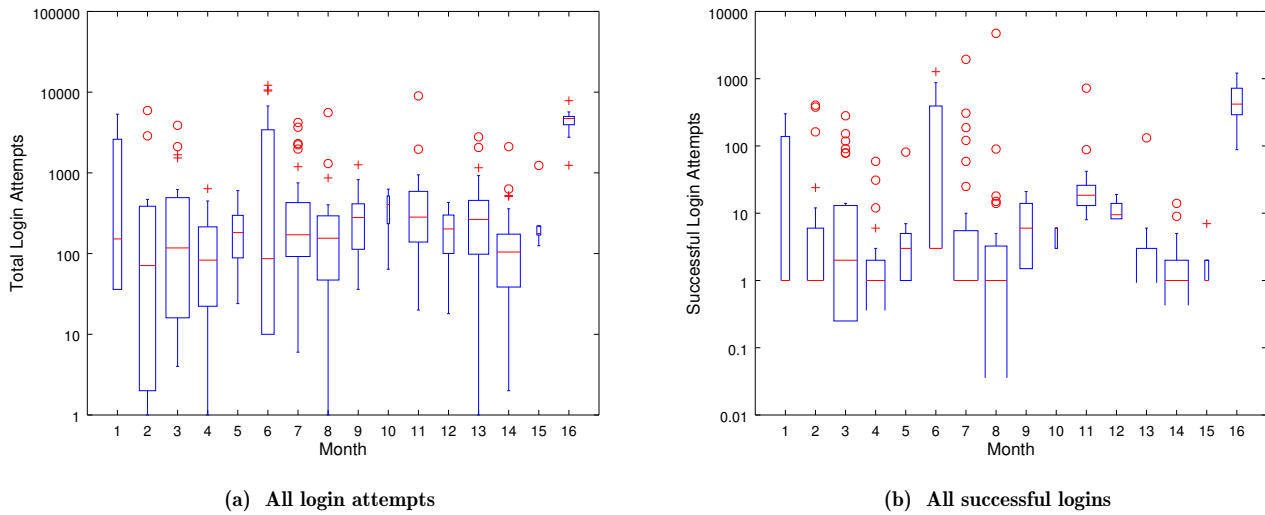 100000
10000
1000
100
10
1
Total Login Attempts
1 2 3 4 5 6 7 8 9 10 11 12 13 14 15 16
Month
(a) All login attempts
10000
1000
100
10
1
0.1
0.01
Successful Login Attempts
1 2 3 4 5 6 7 8 9 10 11 12 13 14 15 16
Month
(b) All successful logins